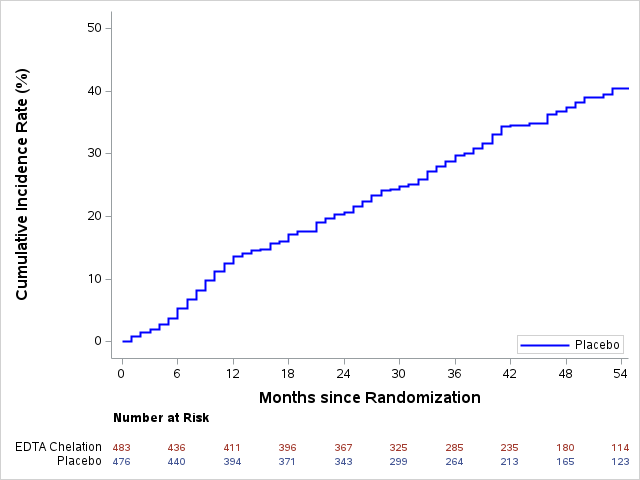 Cumulative Incidence Rate (%)
50
40
30
20
10
0
Placebo
0 6 12 18 24 30 36 42 48 54
Months since Randomization
Number at Risk
EDTA Chelation 483 436 411 396 367 325 285 235 180 114
Placebo 476 440 394 371 343 299 264 213 165 123